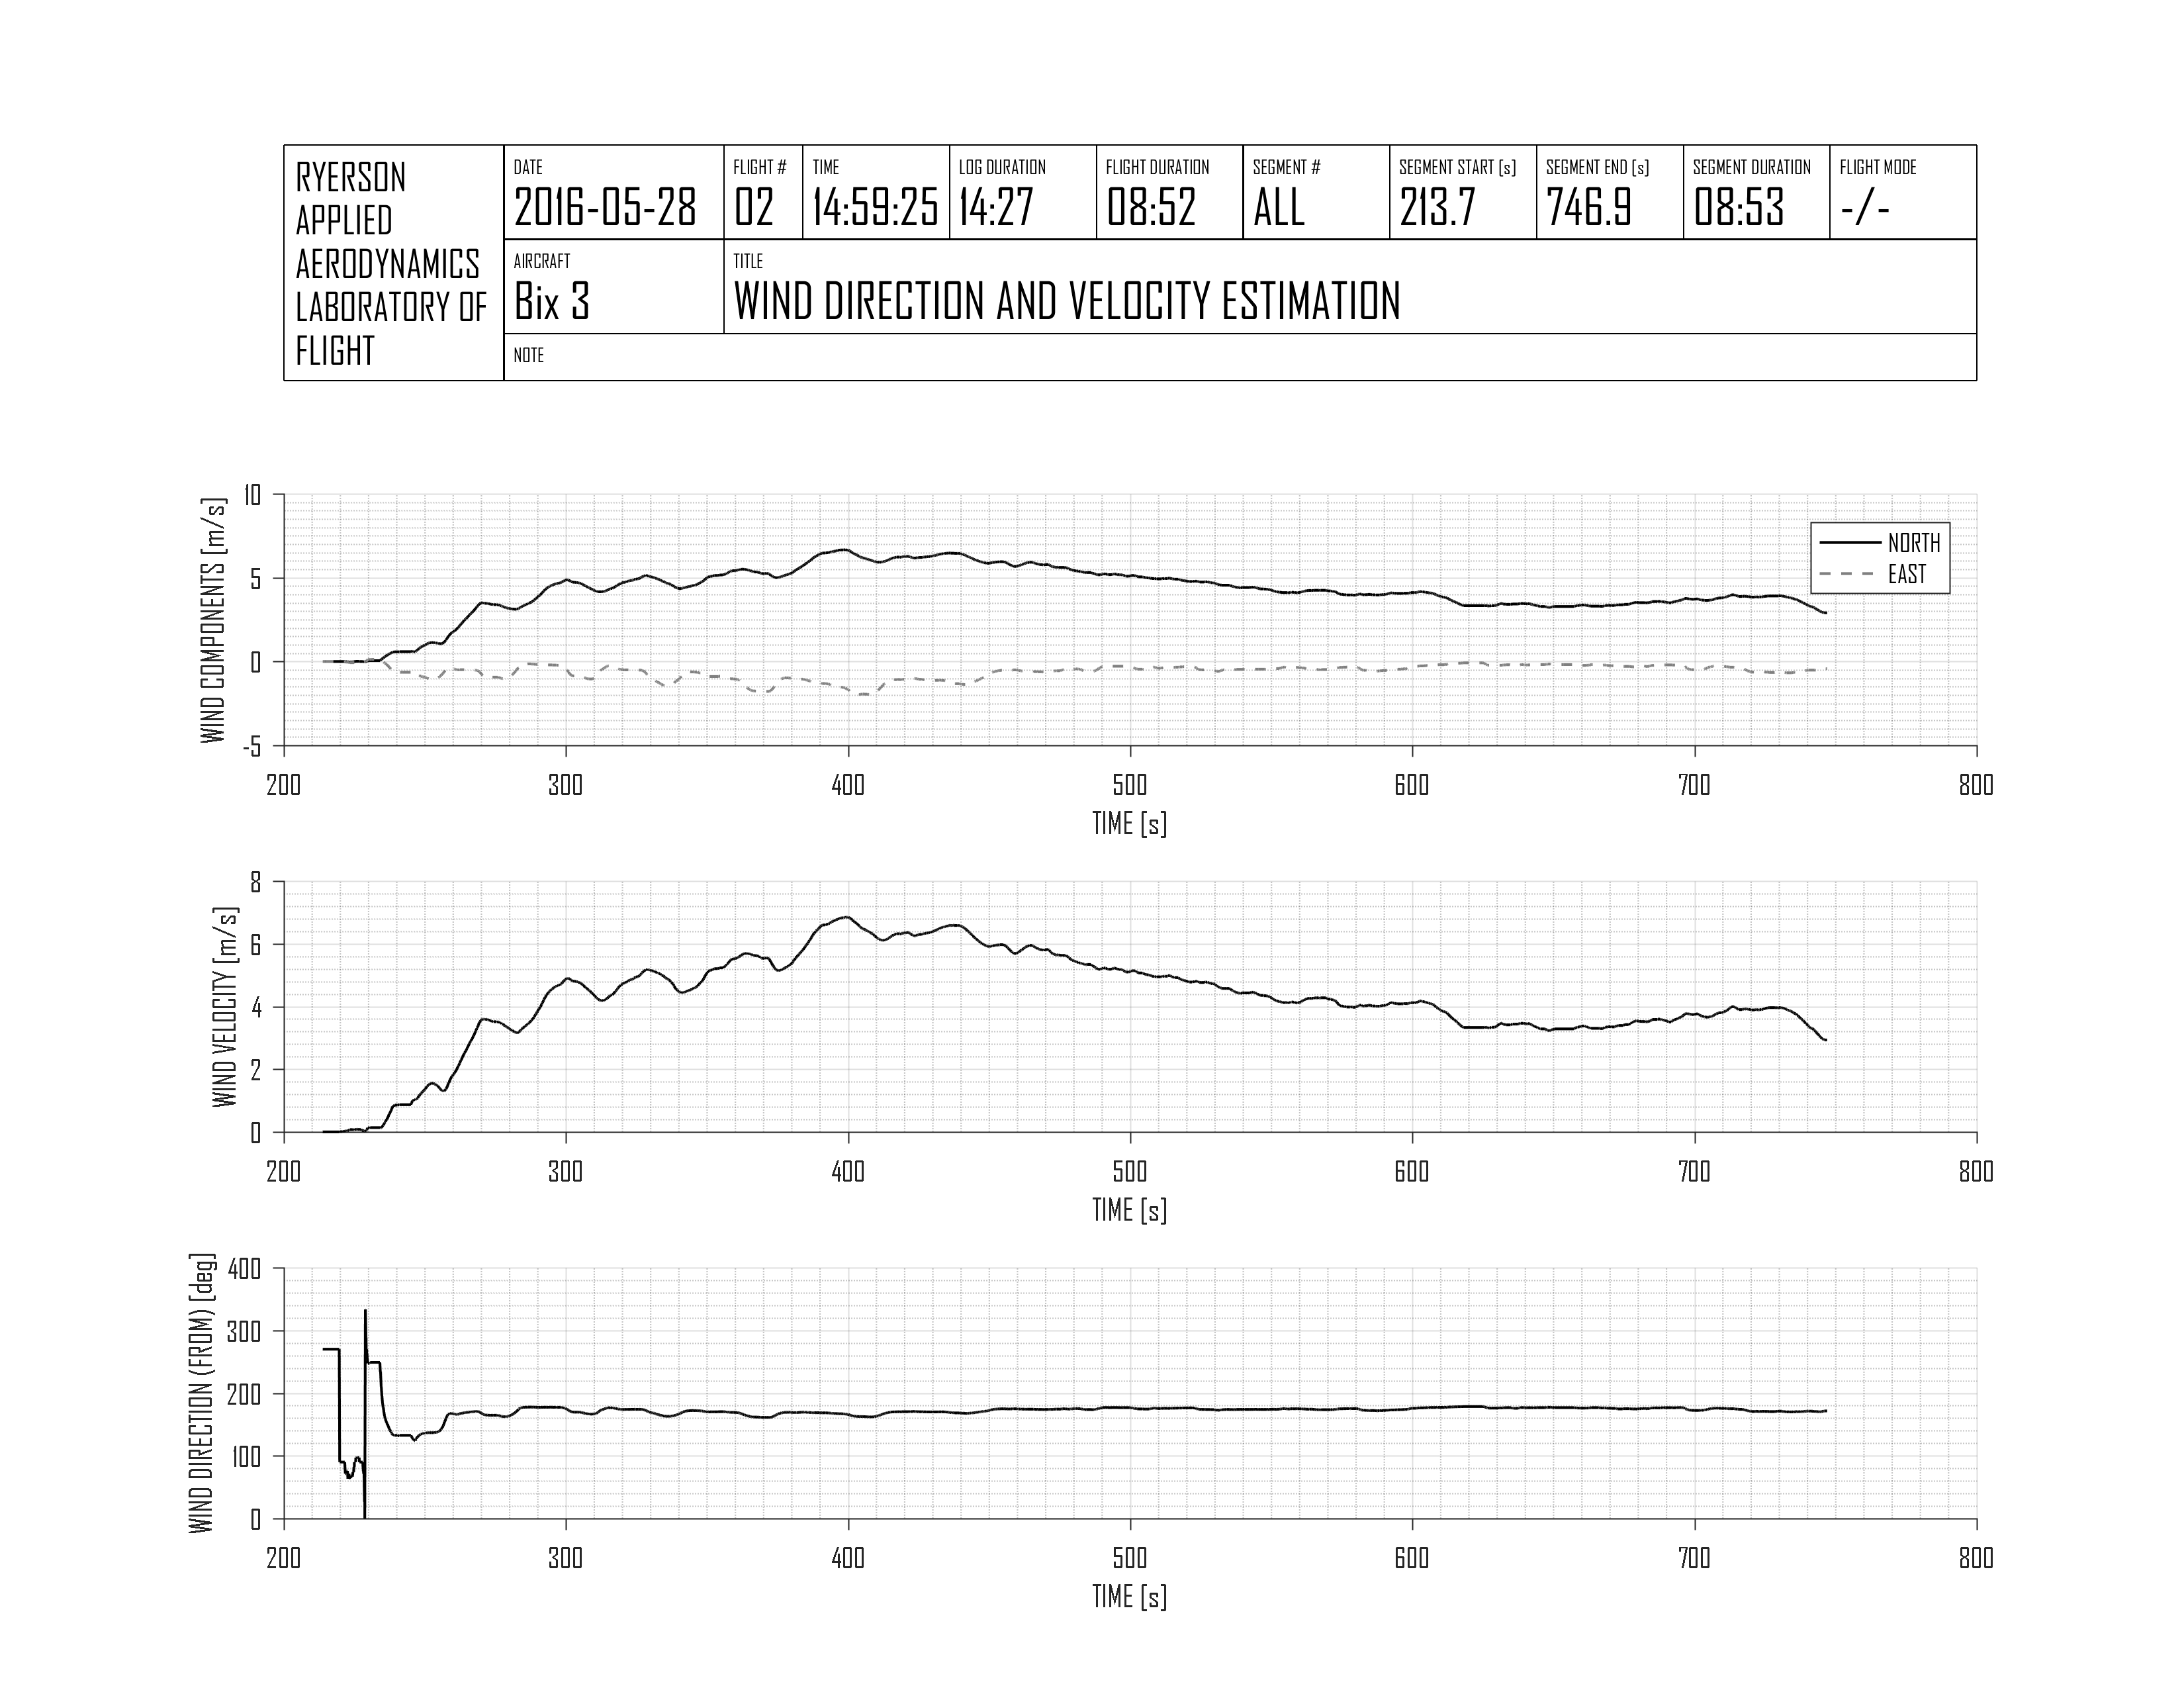 RYERSON
APPLIED
AERODYNAMICS
LABORATORY OF
FLIGHT
DATE
2016-05-28
FLIGHT #
02
TIME
14:59:25
LOG DURATION
14:27
FLIGHT DURATION
08:52
SEGMENT #
ALL
SEGMENT START [s]
213.7
SEGMENT END [s]
746.9
SEGMENT DURATION
08:53
FLIGHT MODE
-/-
AIRCRAFT
Bix 3
TITLE
WIND DIRECTION AND VELOCITY ESTIMATION
NOTE
WIND COMPONENTS [m/s]
10
5
0
-5
NORTH
EAST
200 300 400 500 600 700 800
TIME [s]
WIND VELOCITY [m/s]
8
6
4
2
0
200 300 400 500 600 700 800
TIME [s]
WIND DIRECTION (FROM) [deg]
400
300
200
100
0
200 300 400 500 600 700 800
TIME [s]